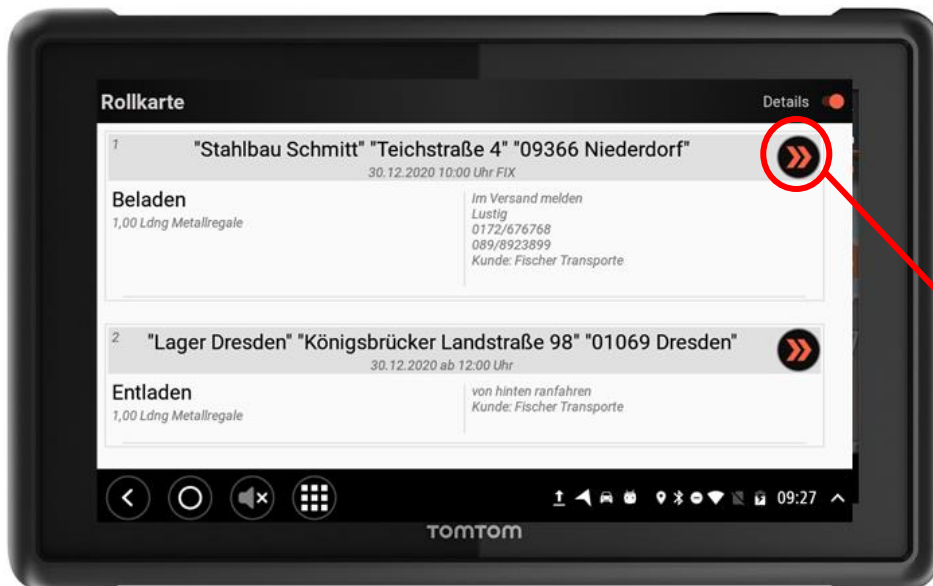 Rollkarte
Details
1
"Stahlbau Schmitt" "Teichstraße 4" "09366 Niederdorf"
30.12.2020 10:00 Uhr FIX
Beladen
1,00 Ldng Metallregale
Im Versand melden
Lustig
0172/676768
089/8923899
Kunde: Fischer Transporte
2
"Lager Dresden" "Königsbrücker Landstraße 98" "01069 Dresden"
30.12.2020 ab 12:00 Uhr
Entladen
1,00 Ldng Metallregale
von hinten ranfahren
Kunde: Fischer Transporte
09:27
TOMTOM